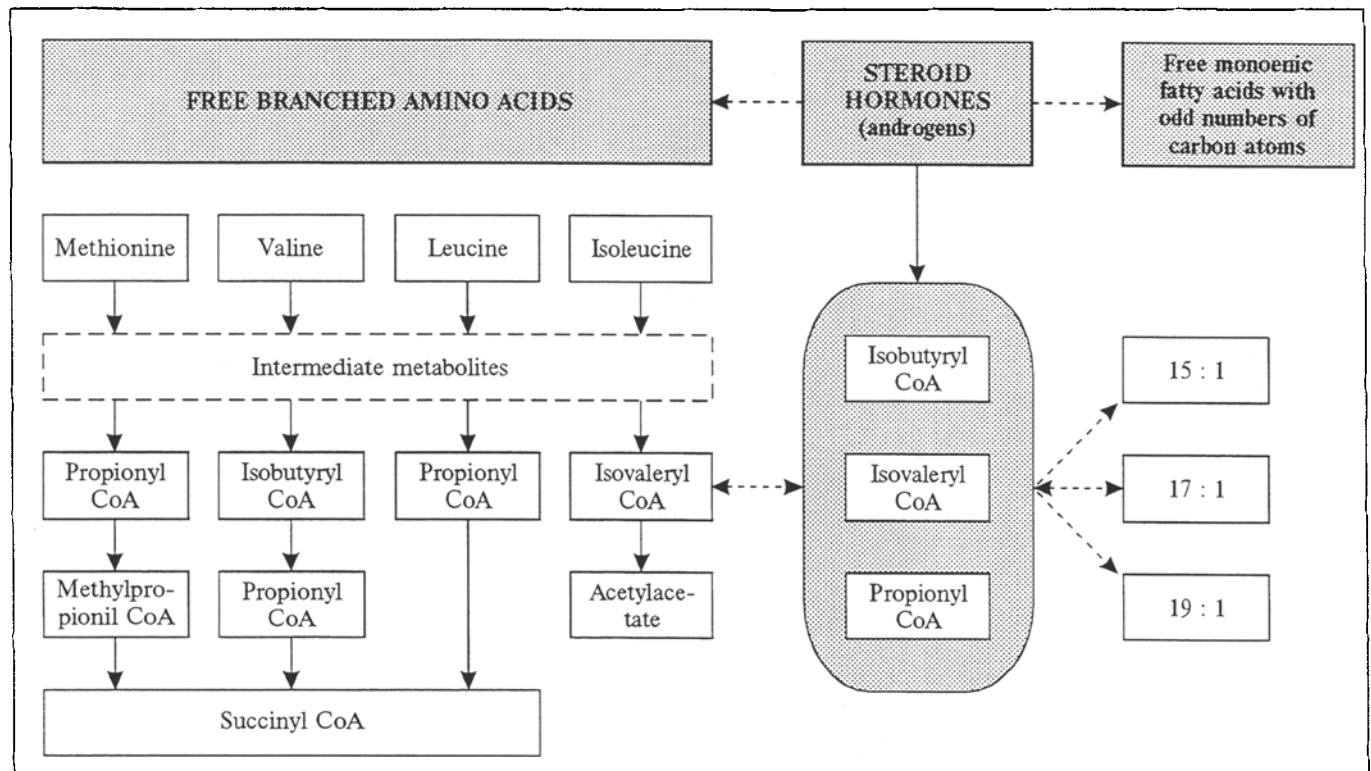 FREE BRANCHED AMINO ACIDS
STEROID
HORMONES
(androgens)
Free monoenic
fatty acids with
odd numbers of
carbon atoms
Methionine
Valine
Leucine
Isoleucine
Intermediate metabolites
Isobutyryl
CoA
15 : 1
Propionyl
CoA
Isobutyryl
CoA
Propionyl
CoA
Isovaleryl
CoA
Isovaleryl
CoA
17 : 1
Methylpro-
pionil CoA
Propionyl
CoA
Acetylace-
tate
Propionyl
CoA
19 : 1
Succinyl CoA